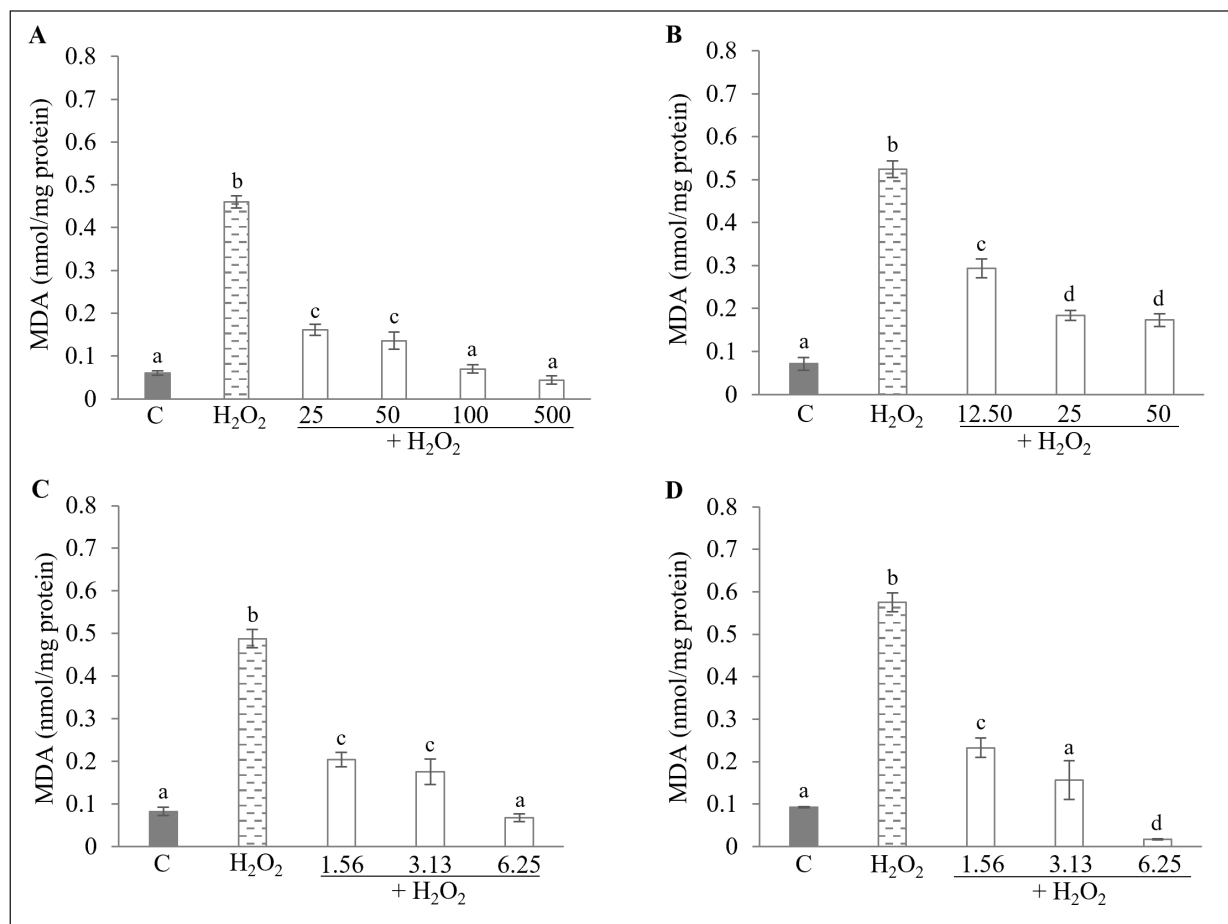 A
MDA (nmol/mg protein)
0.8
0.7
0.6
0.5
0.4
0.3
0.2
0.1
0
a
b
c
c
a
a
C H₂O₂ 25 50 100 500
+ H₂O₂
B
MDA (nmol/mg protein)
0.8
0.7
0.6
0.5
0.4
0.3
0.2
0.1
0
a
b
c
d
d
C H₂O₂ 12.50 25 50
+ H₂O₂
C
MDA (nmol/mg protein)
0.8
0.7
0.6
0.5
0.4
0.3
0.2
0.1
0
a
b
c
c
a
C H₂O₂ 1.56 3.13 6.25
+ H₂O₂
D
MDA (nmol/mg protein)
0.8
0.7
0.6
0.5
0.4
0.3
0.2
0.1
0
a
b
c
a
d
C H₂O₂ 1.56 3.13 6.25
+ H₂O₂